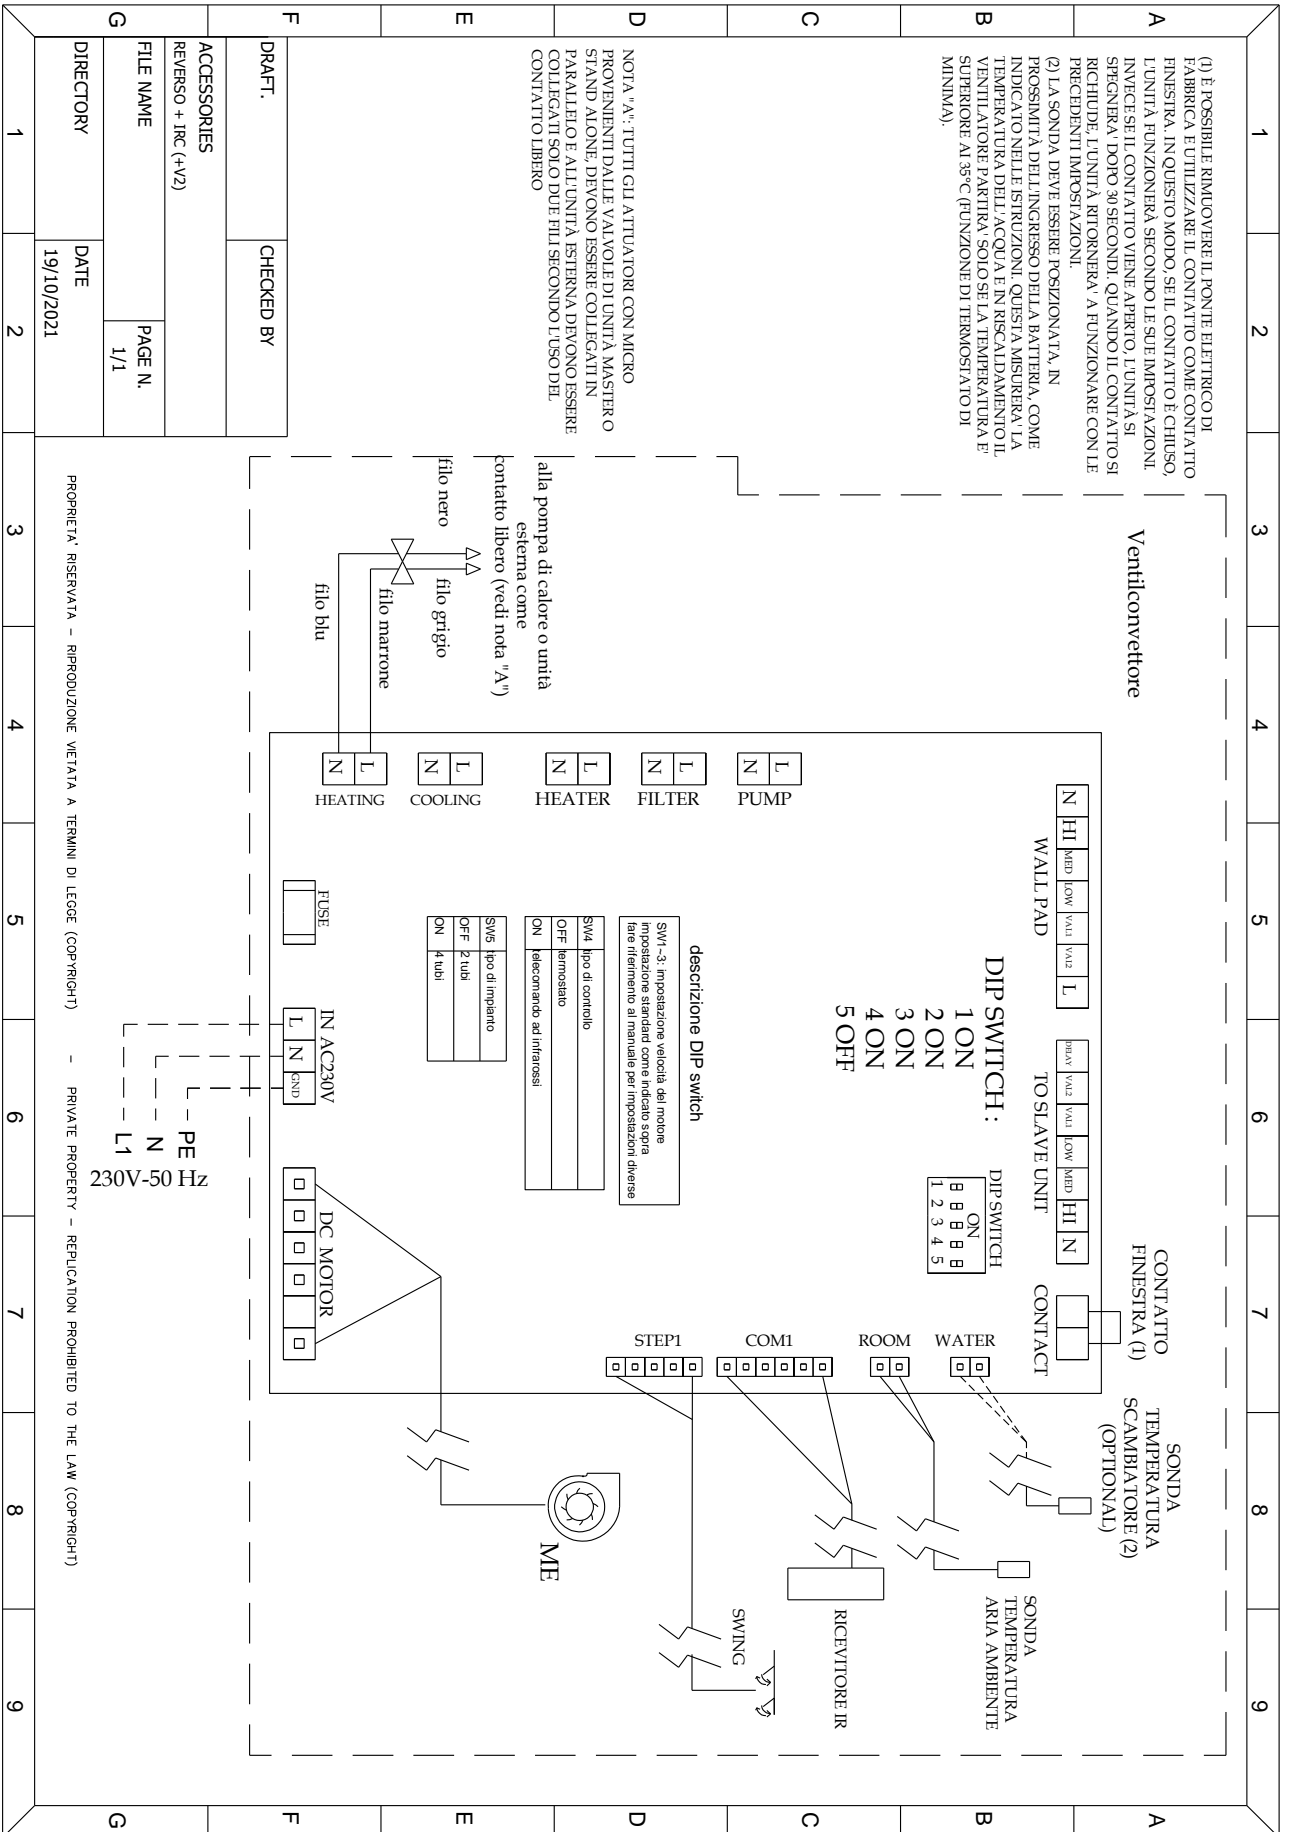 1
2
3
4
5
6
7
8
9
A
B
C
D
E
F
G
(1) È POSSIBILE RIMUOVERE IL PONTE ELETTRICO DI
FABBRICA E UTILIZZARE IL CONTATTO COME CONTATTO
FINESTRA. IN QUESTO MODO, SE IL CONTATTO È CHIUSO,
L'UNITÀ FUNZIONERÀ SECONDO LE SUE IMPOSTAZIONI.
INVECE SE IL CONTATTO VIENE APERTO, L'UNITÀ SI
SPEGNERA' DOPO 30 SECONDI. QUANDO IL CONTATTO SI
RICHIUDE, L'UNITÀ RITORNERA' A FUNZIONARE CON LE
PRECEDENTI IMPOSTAZIONI.
(2) LA SONDA DEVE ESSERE POSIZIONATA, IN
PROSSIMITÀ DELL'INGRESSO DELLA BATTERIA, COME
INDICATO NELLE ISTRUZIONI. QUESTA MISURERA' LA
TEMPERATURA DELL'ACQUA E IN RISCALDAMENTO IL
VENTILATORE PARTIRA' SOLO SE LA TEMPERATURA E'
SUPERIORE AI 35°C (FUNZIONE DI TERMOSTATO DI
MINIMA).
NOTA "A": TUTTI GLI ATTUATORI CON MICRO
PROVENIENTI DALLE VALVOLE DI UNITÀ MASTER O
STAND ALONE, DEVONO ESSERE COLLEGATI IN
PARALLELO E ALL'UNITÀ ESTERNA DEVONO ESSERE
COLLEGATI SOLO DUE FILI SECONDO L'USO DEL
CONTATTO LIBERO
Ventilconvettore
CONTATTO
FINESTRA (1)
SONDA
TEMPERATURA
SCAMBIATORE (2)
(OPTIONAL)
N HI MED LOW VAL1 VAL2 L
WALL PAD
DELAY VAL2 VAL1 LOW MED HI N
TO SLAVE UNIT
CONTACT
DIP SWITCH :
1 ON
2 ON
3 ON
4 ON
5 OFF
DIP SWITCH
ON
1 2 3 4 5
WATER
ROOM
COM1
STEP1
SONDA
TEMPERATURA
ARIA AMBIENTE
RICEVITORE IR
SWING
ME
N L
PUMP
N L
FILTER
N L
HEATER
N L
COOLING
N L
HEATING
descrizione DIP switch
SW1~3: impostazione velocità del motore
impostazione standard come indicato sopra
fare riferimento al manuale per impostazioni diverse
SW4 tipo di controllo
OFF termostato
ON telecomando ad infrarossi
SW5 tipo di impianto
OFF 2 tubi
ON 4 tubi
alla pompa di calore o unità
esterna come
contatto libero (vedi nota "A")
filo nero
filo grigio
filo marrone
filo blu
FUSE
IN AC230V
L N GND
DC MOTOR
PE
N
L1
230V-50 Hz
DRAFT.
CHECKED BY
ACCESSORIES
REVERSO + IRC (+V2)
FILE NAME
PAGE N.
1/1
DIRECTORY
DATE
19/10/2021
PROPRIETA' RISERVATA – RIPRODUZIONE VIETATA A TERMINI DI LEGGE (COPYRIGHT) – PRIVATE PROPERTY – REPLICATION PROHIBITED TO THE LAW (COPYRIGHT)
1
2
3
4
5
6
7
8
9
A
B
C
D
E
F
G